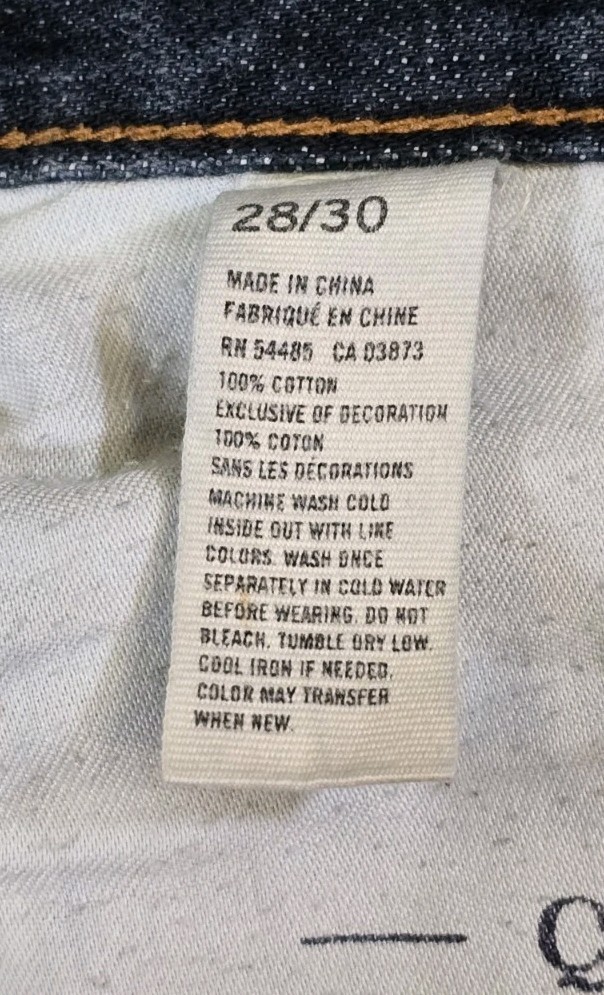 28/30
MADE IN CHINA
FABRIQUÉ EN CHINE
RN 54485 CA 03873
100% COTTON
EXCLUSIVE OF DECORATION
100% COTON
SANS LES DÉCORATIONS
MACHINE WASH COLD
INSIDE OUT WITH LIKE
COLORS. WASH ONCE
SEPARATELY IN COLD WATER
BEFORE WEARING. DO NOT
BLEACH. TUMBLE DRY LOW.
COOL IRON IF NEEDED.
COLOR MAY TRANSFER
WHEN NEW.
— Q